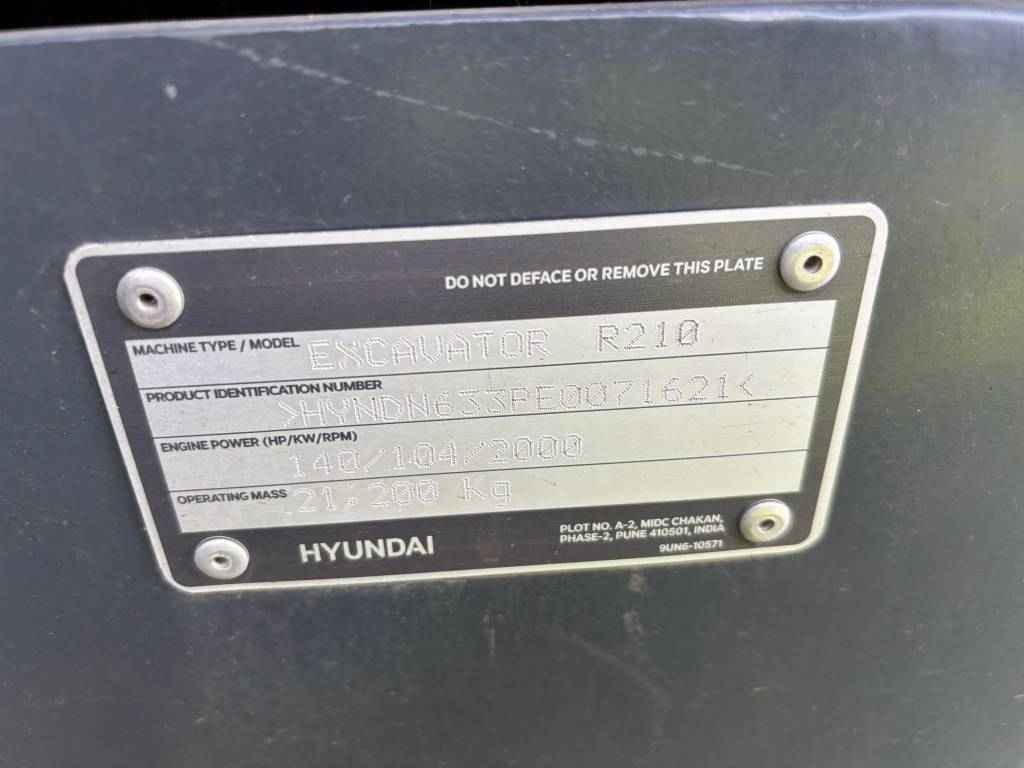 DO NOT DEFACE OR REMOVE THIS PLATE
MACHINE TYPE / MODEL EXCAVATOR R210
PRODUCT IDENTIFICATION NUMBER >HYNDN633PE0071621<
ENGINE POWER (HP/KW/RPM) 140/104/2000
OPERATING MASS 21,200 kg
HYUNDAI
PLOT NO. A-2, MIDC CHAKAN,
PHASE-2, PUNE 410501, INDIA
9UN6-10571